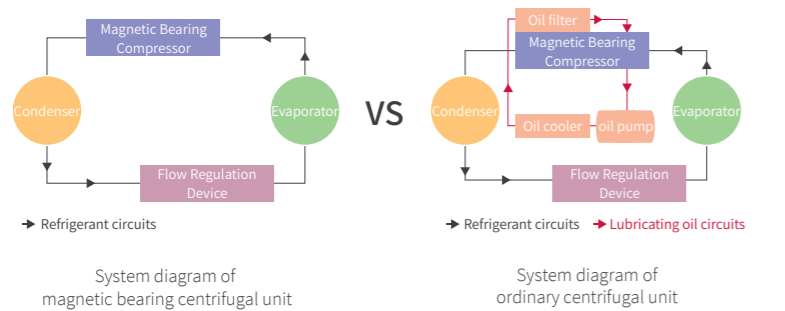 Magnetic Bearing
Compressor
Condenser
Evaporator
Flow Regulation
Device
Refrigerant circuits
System diagram of
magnetic bearing centrifugal unit
VS
Oil filter
Magnetic Bearing
Compressor
Condenser
Evaporator
Oil cooler
oil pump
Flow Regulation
Device
Refrigerant circuits
Lubricating oil circuits
System diagram of
ordinary centrifugal unit